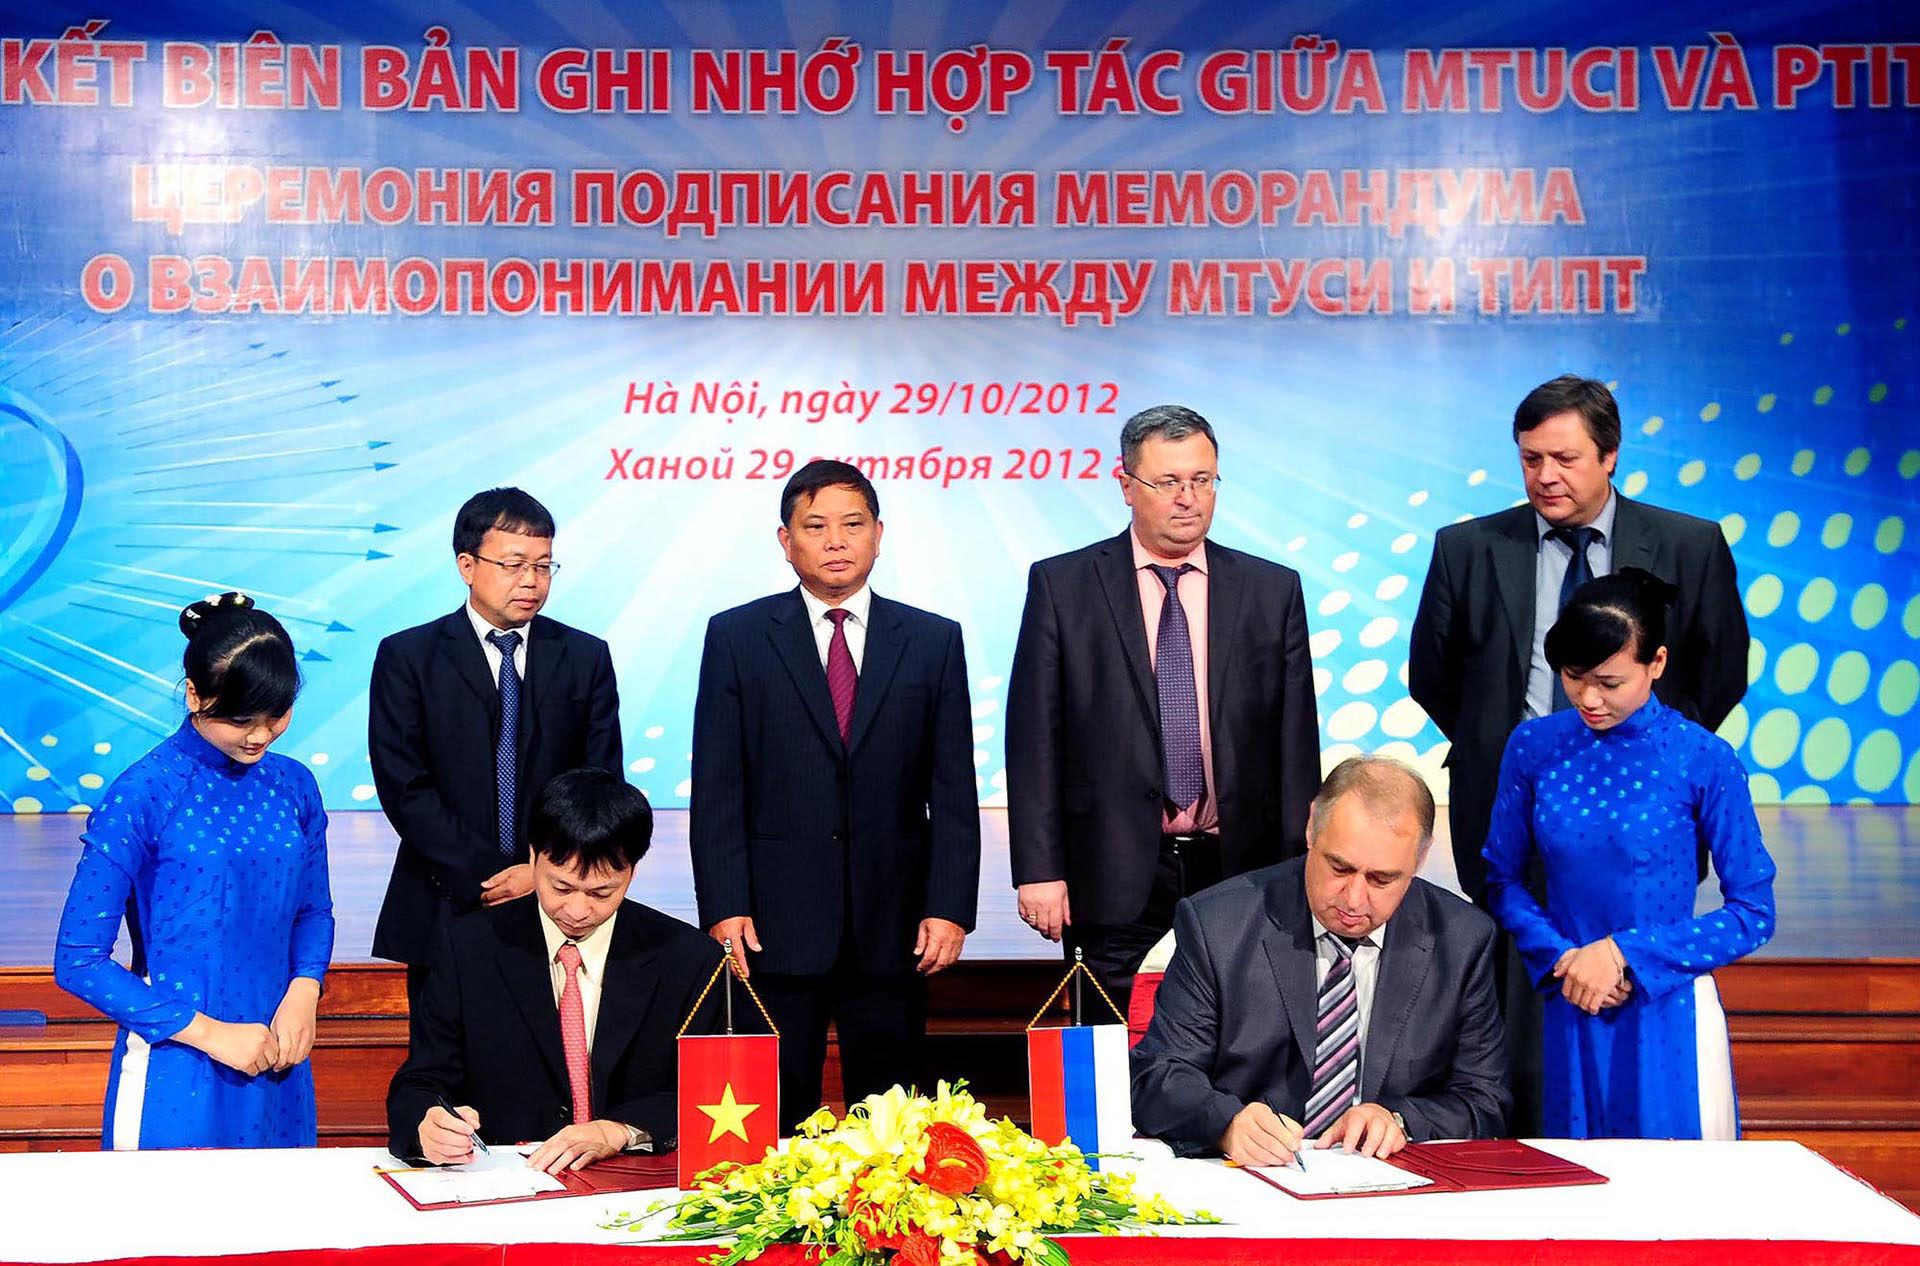 KẾT BIÊN BẢN GHI NHỚ HỢP TÁC GIỮA MTUCI VÀ PTIT
ЦЕРЕМОНИЯ ПОДПИСАНИЯ МЕМОРАНДУМА
О ВЗАИМОПОНИМАНИИ МЕЖДУ МТУСИ И ТИПТ
Hà Nội, ngày 29/10/2012
Ханой 29 октября 2012 г